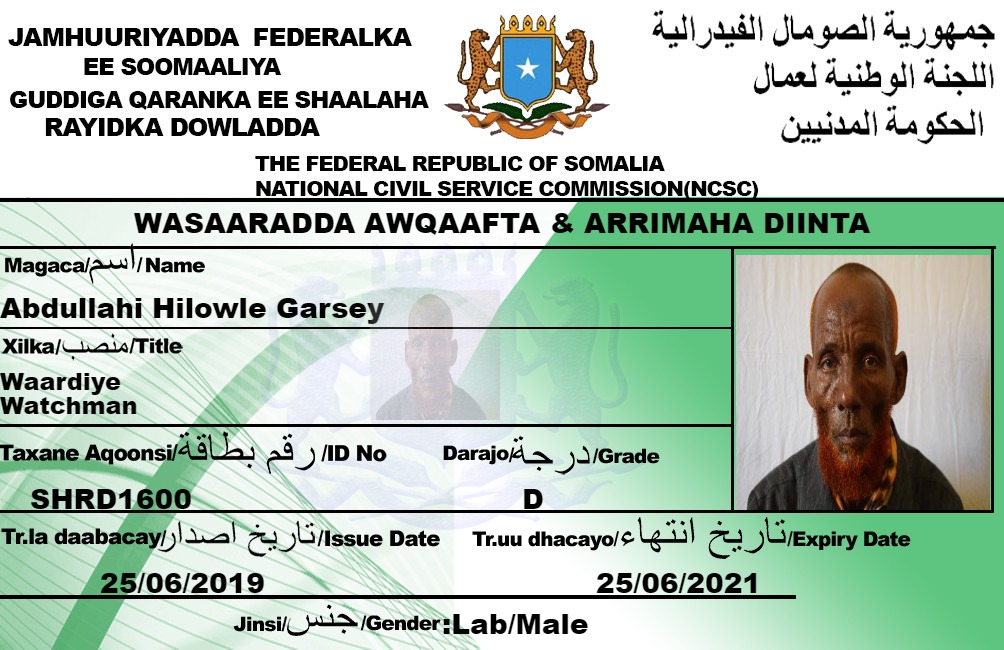 JAMHUURIYADDA FEDERALKA
EE SOOMAALIYA
GUDDIGA QARANKA EE SHAALAHA
RAYIDKA DOWLADDA
جمهورية الصومال الفيدرالية
اللجنة الوطنية لعمال
الحكومة المدنيين
THE FEDERAL REPUBLIC OF SOMALIA
NATIONAL CIVIL SERVICE COMMISSION(NCSC)
WASAARADDA AWQAAFTA & ARRIMAHA DIINTA
Magaca/اسم/Name
Abdullahi Hilowle Garsey
Xilka/منصب/Title
Waardiye
Watchman
Taxane Aqoonsi/رقم بطاقة/ID No
SHRD1600
Darajo/درجة/Grade
D
Tr.la daabacay/تاريخ اصدار/Issue Date
25/06/2019
Tr.uu dhacayo/تاريخ انتهاء/Expiry Date
25/06/2021
Jinsi/جنس/Gender:Lab/Male